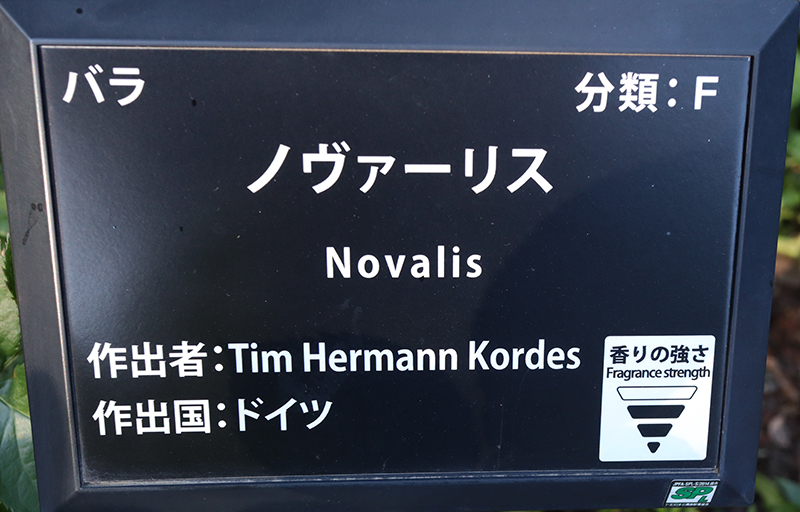 バラ 分類：F
ノヴァーリス
Novalis
作出者：Tim Hermann Kordes
作出国：ドイツ
香りの強さ
Fragrance strength
SPL